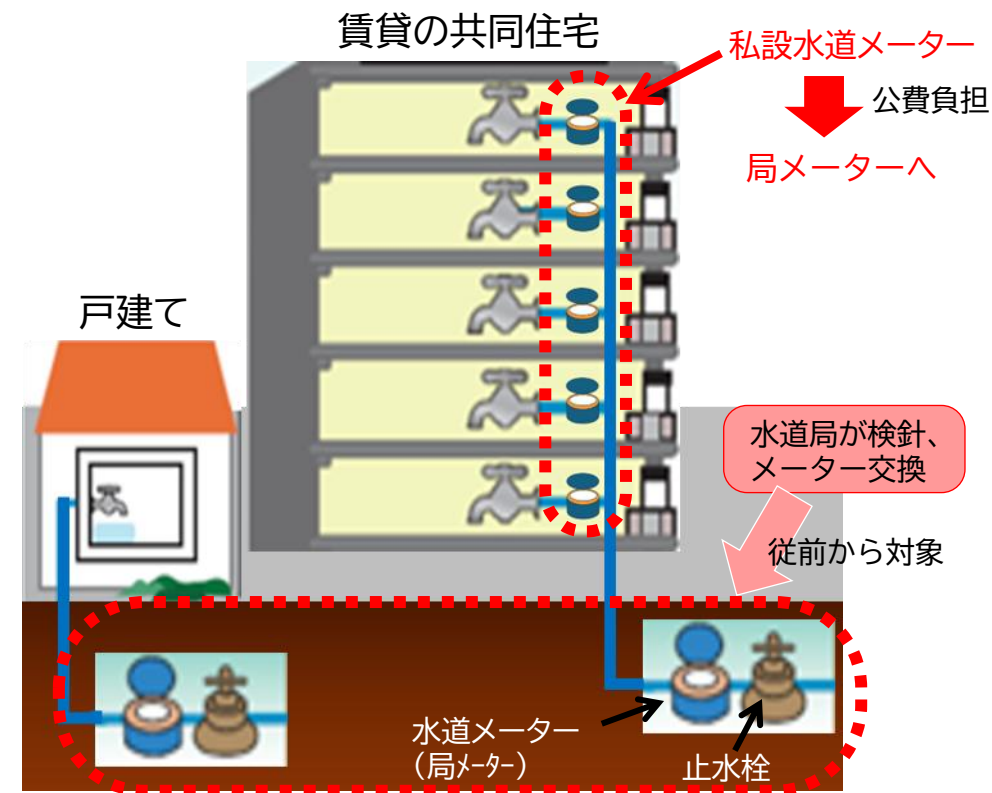 賃貸の共同住宅
私設水道メーター
公費負担
局メーターへ
戸建て
水道局が検針、
メーター交換
従前から対象
水道メーター
（局ﾒｰﾀｰ）
止水栓